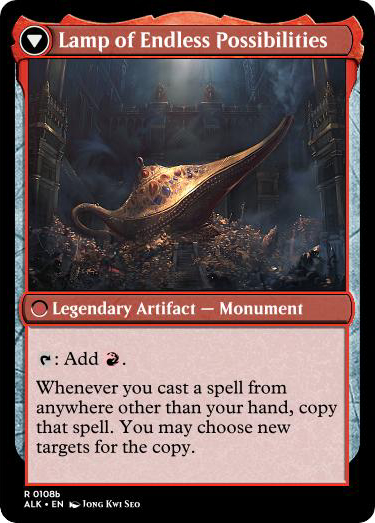 Lamp of Endless Possibilities
Legendary Artifact — Monument
: Add .
Whenever you cast a spell from
anywhere other than your hand, copy
that spell. You may choose new
targets for the copy.
R 0108b
ALK • EN Jong Kwi Seo